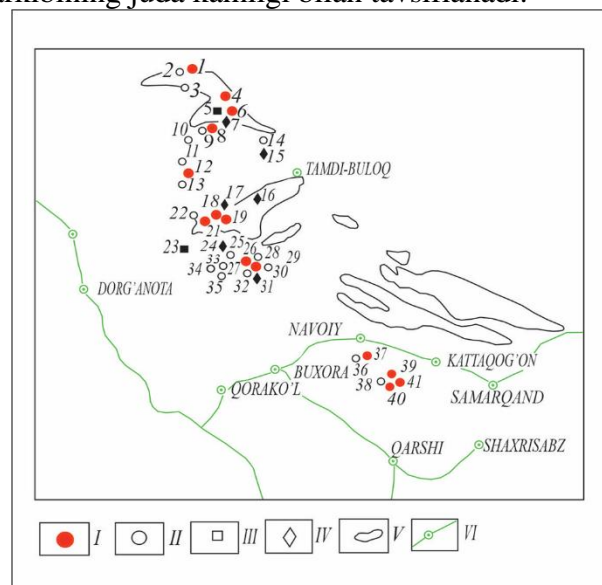 arkibining juda kamligi bilan tavsiflanadi.
2 1
3
4
5 6
7
10 9 8
11 14
15
12
13
TAMDI-BULOQ
17 16
18
22 19
21
23 24 25 26 28 29
33 27 30
34 32 31
35
DORG'ANOTA
NAVOIY
37
36
39
KATTAQOG'ON
BUXORA
38 41
40
QORAKO'L
SAMARQAND
QARSHI
SHAXRISABZ
I II III IV V VI